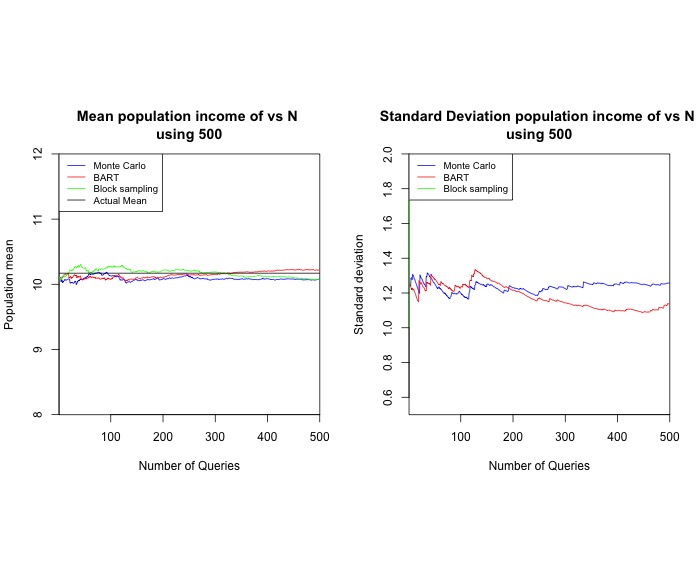 Mean population income of vs N
using 500
Population mean
12
11
10
9
8
Monte Carlo
BART
Block sampling
Actual Mean
100
200
300
400
500
Number of Queries
Standard Deviation population income of vs N
using 500
Standard deviation
2.0
1.8
1.6
1.4
1.2
1.0
0.8
0.6
Monte Carlo
BART
Block sampling
100
200
300
400
500
Number of Queries